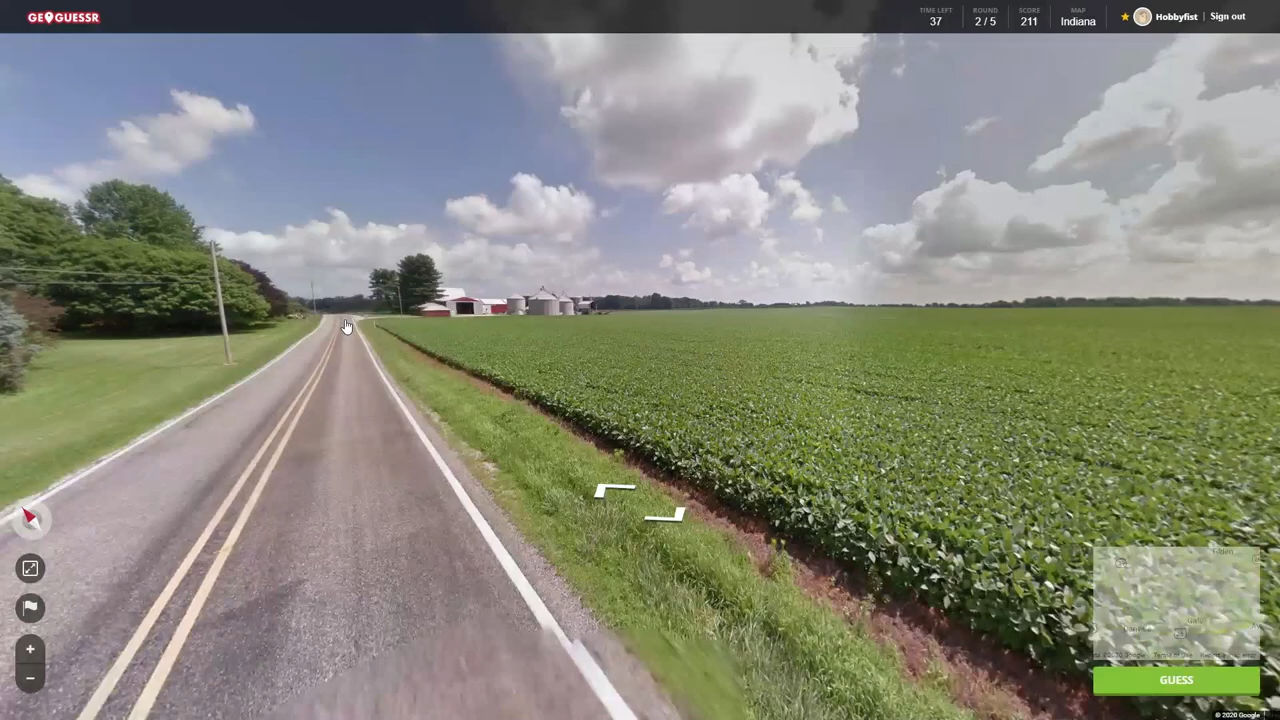 GEOGUESSR
TIME LEFT
37
ROUND
2 / 5
SCORE
211
MAP
Indiana
Hobbyfist
Sign out
GUESS
© 2020 Google